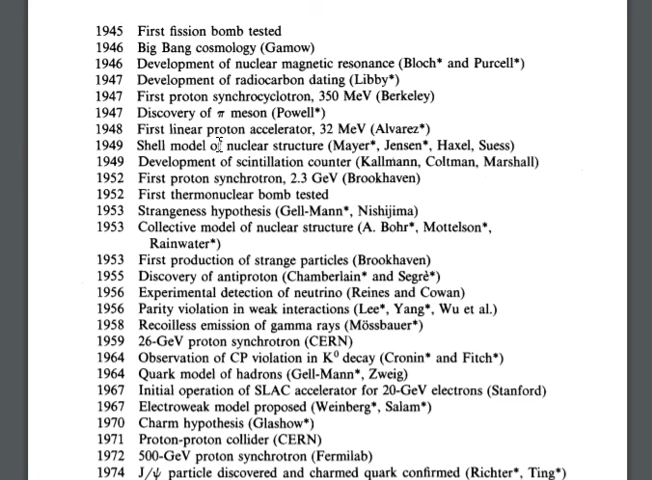 1945 First fission bomb tested
1946 Big Bang cosmology (Gamow)
1946 Development of nuclear magnetic resonance (Bloch* and Purcell*)
1947 Development of radiocarbon dating (Libby*)
1947 First proton synchrocyclotron, 350 MeV (Berkeley)
1947 Discovery of π meson (Powell*)
1948 First linear proton accelerator, 32 MeV (Alvarez*)
1949 Shell model of nuclear structure (Mayer*, Jensen*, Haxel, Suess)
1949 Development of scintillation counter (Kallmann, Coltman, Marshall)
1952 First proton synchrotron, 2.3 GeV (Brookhaven)
1952 First thermonuclear bomb tested
1953 Strangeness hypothesis (Gell-Mann*, Nishijima)
1953 Collective model of nuclear structure (A. Bohr*, Mottelson*,
Rainwater*)
1953 First production of strange particles (Brookhaven)
1955 Discovery of antiproton (Chamberlain* and Segrè*)
1956 Experimental detection of neutrino (Reines and Cowan)
1956 Parity violation in weak interactions (Lee*, Yang*, Wu et al.)
1958 Recoilless emission of gamma rays (Mössbauer*)
1959 26-GeV proton synchrotron (CERN)
1964 Observation of CP violation in K⁰ decay (Cronin* and Fitch*)
1964 Quark model of hadrons (Gell-Mann*, Zweig)
1967 Initial operation of SLAC accelerator for 20-GeV electrons (Stanford)
1967 Electroweak model proposed (Weinberg*, Salam*)
1970 Charm hypothesis (Glashow*)
1971 Proton-proton collider (CERN)
1972 500-GeV proton synchrotron (Fermilab)
1974 J/ψ particle discovered and charmed quark confirmed (Richter*, Ting*)